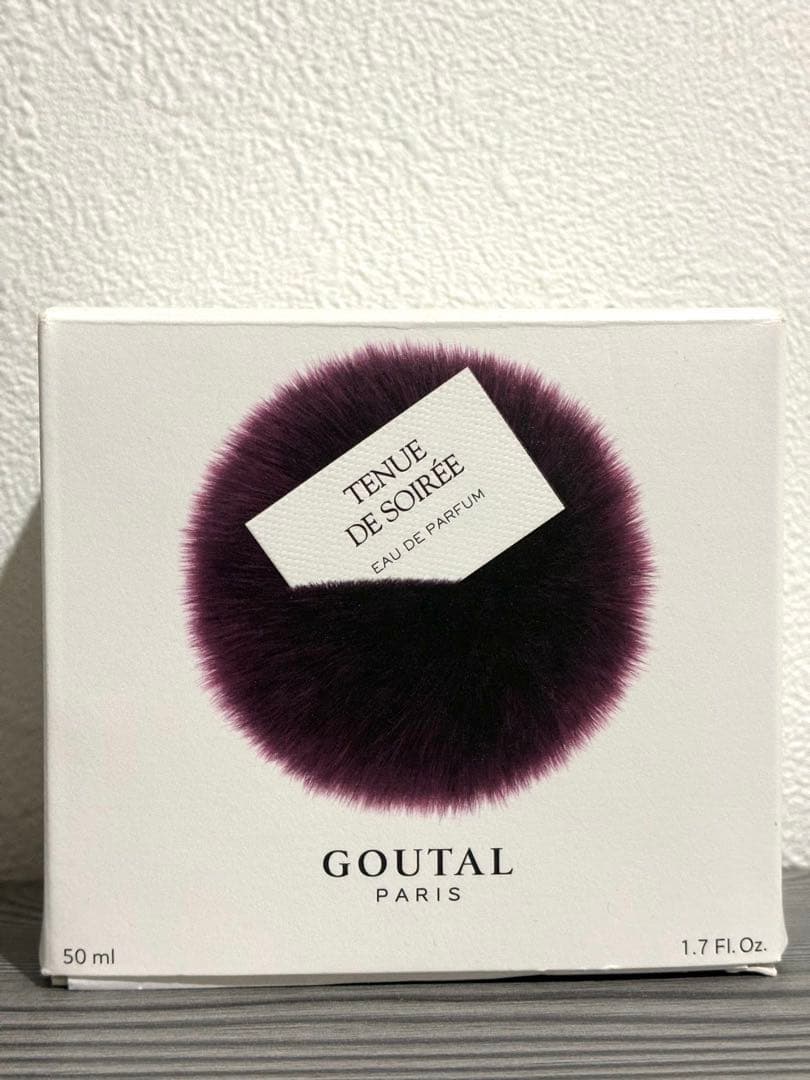 TENUE
DE SOIRÉE
EAU DE PARFUM
GOUTAL
PARIS
50 ml
1.7 Fl. Oz.